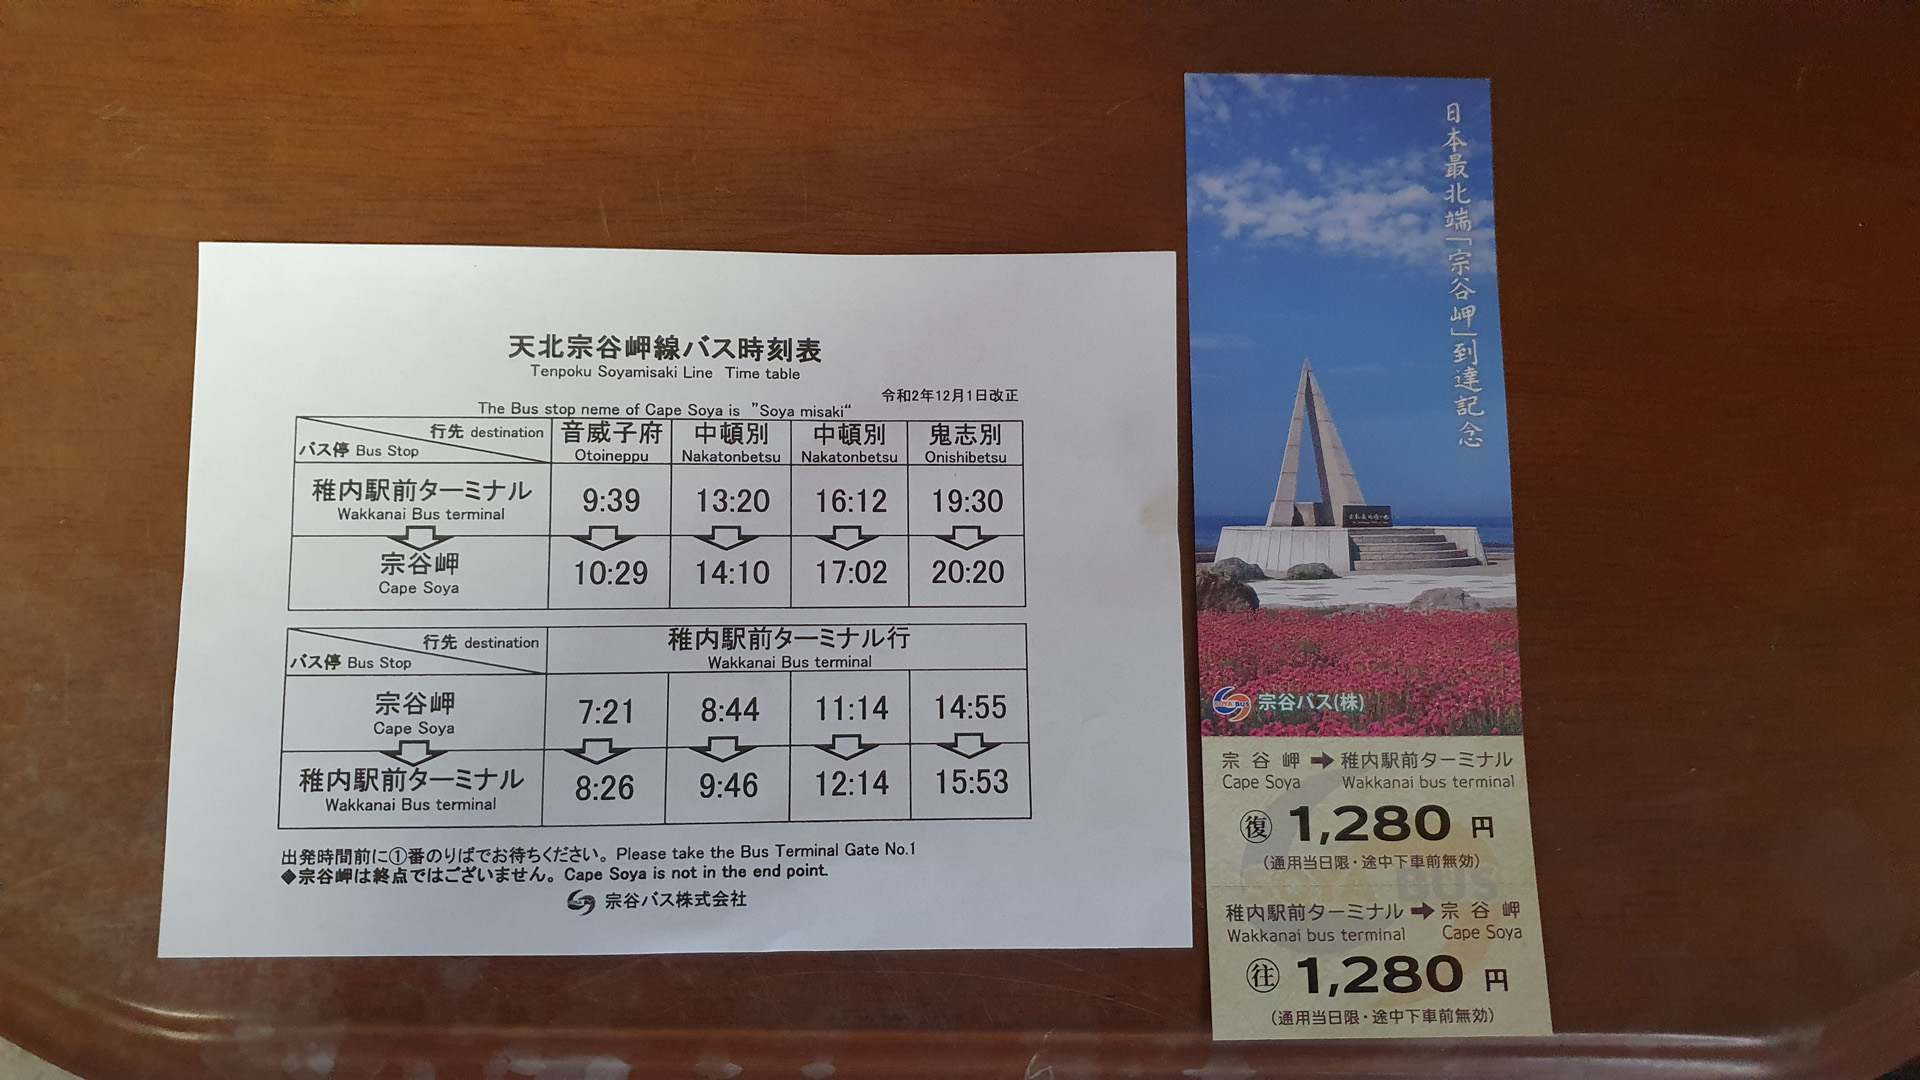 天北宗谷岬線バス時刻表
Tenpoku Soyamisaki Line Time table
令和2年12月1日改正
The Bus stop neme of Cape Soya is ”Soya misaki“
行先 destination
バス停 Bus Stop
音威子府 中頓別 中頓別 鬼志別
Otoineppu Nakatonbetsu Nakatonbetsu Onishibetsu
稚内駅前ターミナル 9:39 13:20 16:12 19:30
Wakkanai Bus terminal
宗谷岬 10:29 14:10 17:02 20:20
Cape Soya
行先 destination
バス停 Bus Stop
稚内駅前ターミナル行
Wakkanai Bus terminal
宗谷岬 7:21 8:44 11:14 14:55
Cape Soya
稚内駅前ターミナル 8:26 9:46 12:14 15:53
Wakkanai Bus terminal
出発時間前に①番のりばでお待ちください。 Please take the Bus Terminal Gate No.1
◆宗谷岬は終点ではございません。 Cape Soya is not in the end point.
宗谷バス株式会社
日本最北端「宗谷岬」到達記念
SOYA BUS 宗谷バス(株)
宗谷岬 ➡ 稚内駅前ターミナル
Cape Soya Wakkanai bus terminal
㊝復 1,280 円
(通用当日限・途中下車前無効)
SOYA BUS
稚内駅前ターミナル ➡ 宗谷岬
Wakkanai bus terminal Cape Soya
往 1,280 円
(通用当日限・途中下車前無効)